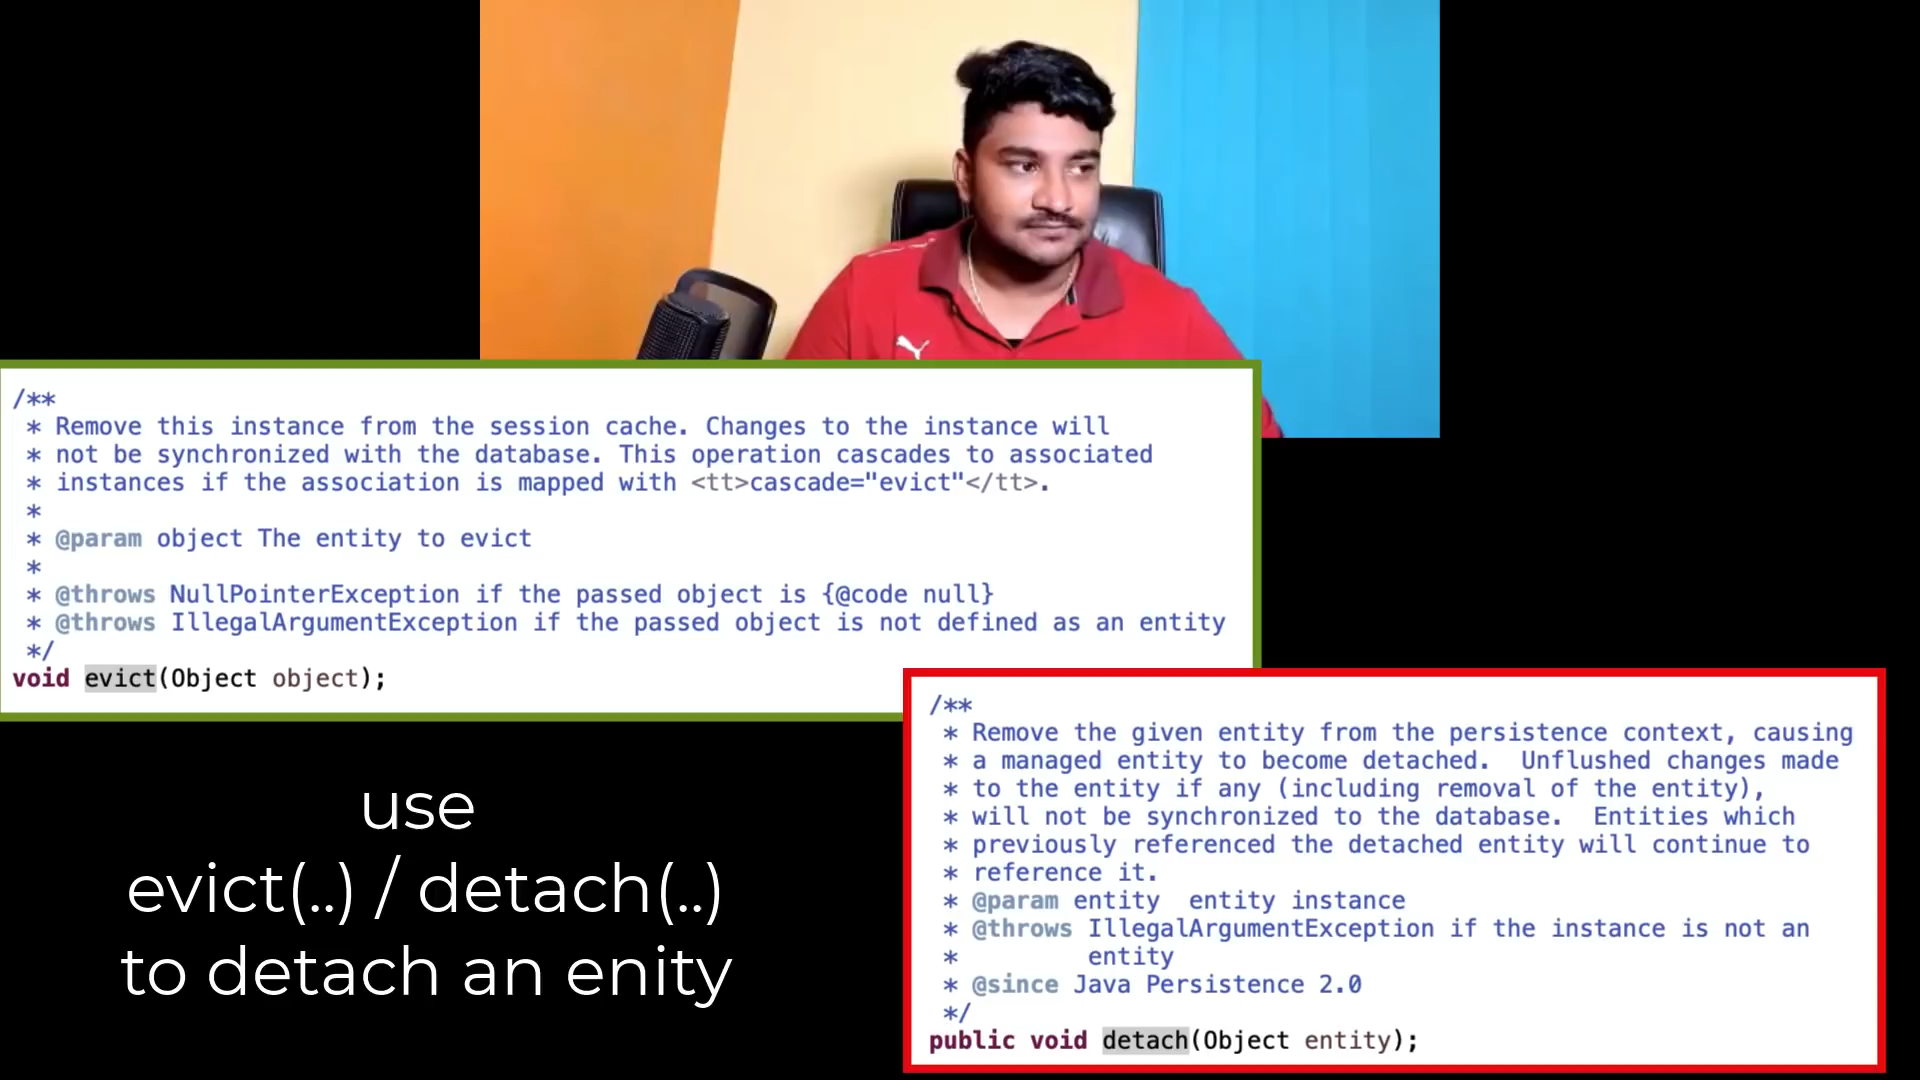 /**
* Remove this instance from the session cache. Changes to the instance will
* not be synchronized with the database. This operation cascades to associated
* instances if the association is mapped with <tt>cascade="evict"</tt>.
*
* @param object The entity to evict
*
* @throws NullPointerException if the passed object is {@code null}
* @throws IllegalArgumentException if the passed object is not defined as an entity
*/
void evict(Object object);
/**
* Remove the given entity from the persistence context, causing
* a managed entity to become detached.  Unflushed changes made
* to the entity if any (including removal of the entity),
* will not be synchronized to the database.  Entities which
* previously referenced the detached entity will continue to
* reference it.
* @param entity  entity instance
* @throws IllegalArgumentException if the instance is not an
*         entity
* @since Java Persistence 2.0
*/
public void detach(Object entity);
use
evict(..) / detach(..)
to detach an enity